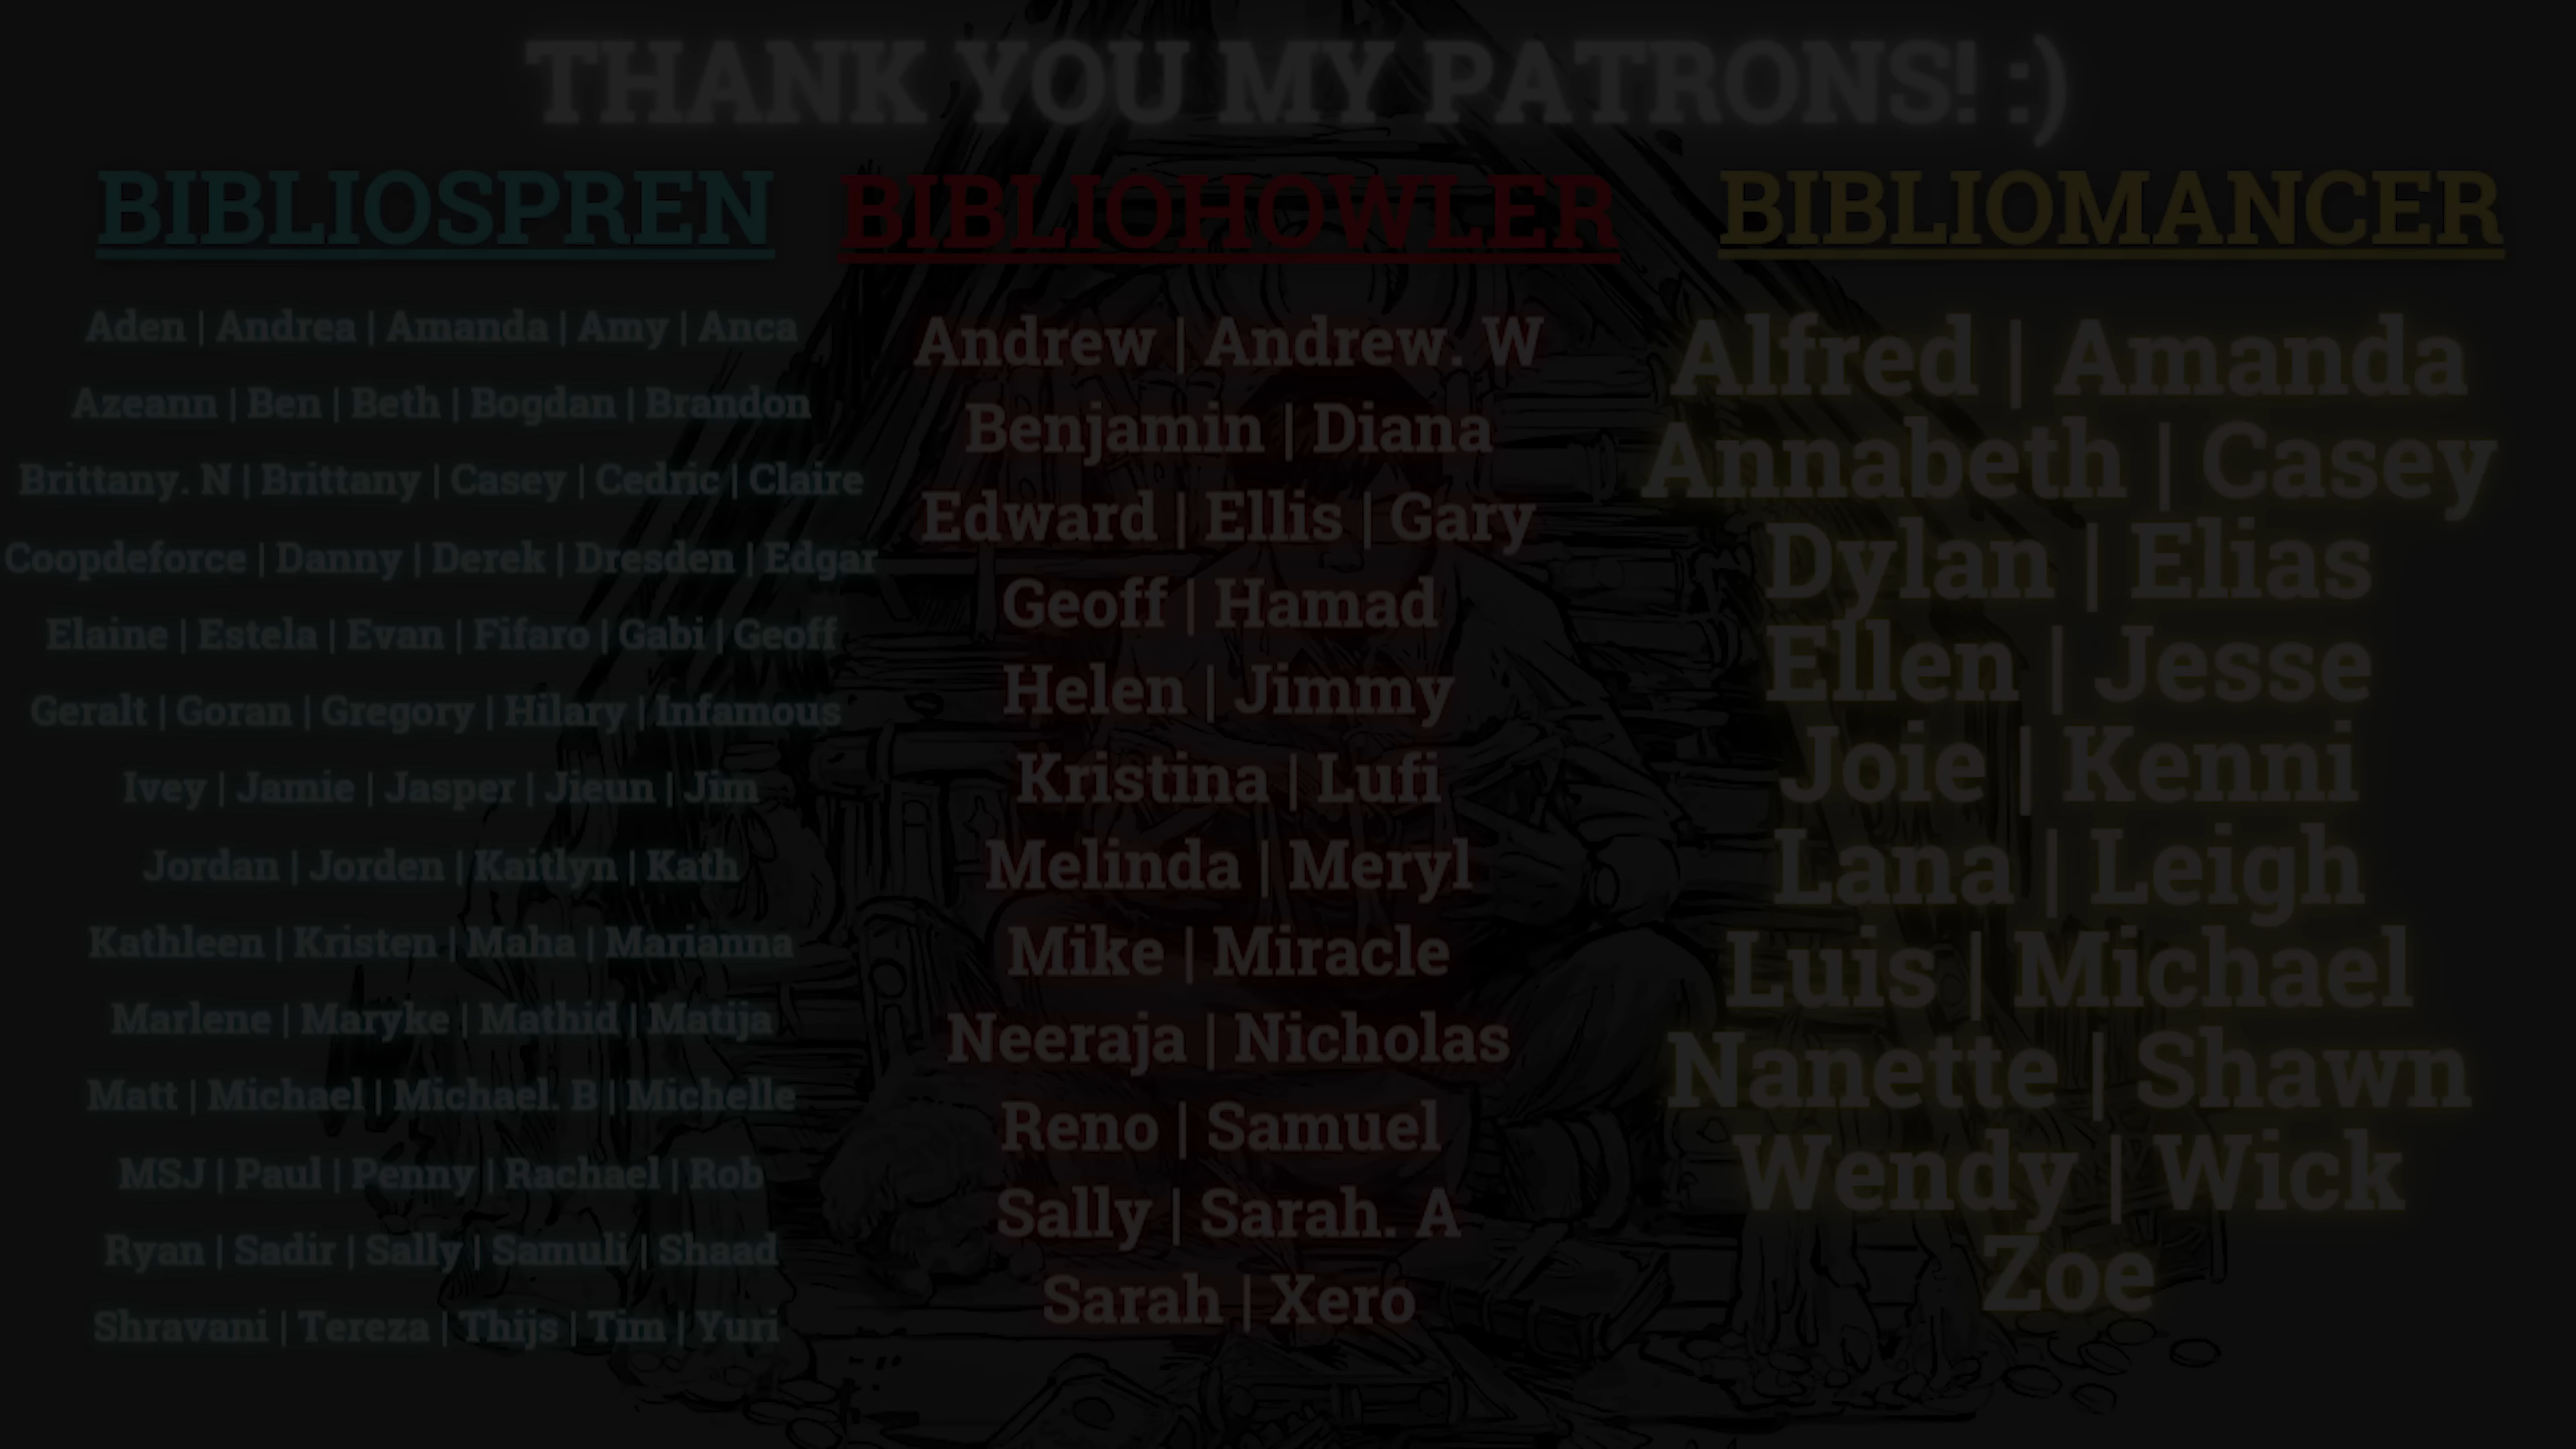 THANK YOU MY PATRONS! :)
BIBLIOSPREN
Aden | Andrea | Amanda | Amy | Anca
Azeann | Ben | Beth | Bogdan | Brandon
Brittany. N | Brittany | Casey | Cedric | Claire
Coopdeforce | Danny | Derek | Dresden | Edgar
Elaine | Estela | Evan | Fifaro | Gabi | Geoff
Geralt | Goran | Gregory | Hilary | Infamous
Ivey | Jamie | Jasper | Jieun | Jim
Jordan | Jorden | Kaitlyn | Kath
Kathleen | Kristen | Maha | Marianna
Marlene | Maryke | Mathid | Matija
Matt | Michael | Michael. B | Michelle
MSJ | Paul | Penny | Rachael | Rob
Ryan | Sadir | Sally | Samuli | Shaad
Shravani | Tereza | Thijs | Tim | Yuri
BIBLIOHOWLER
Andrew | Andrew. W
Benjamin | Diana
Edward | Ellis | Gary
Geoff | Hamad
Helen | Jimmy
Kristina | Lufi
Melinda | Meryl
Mike | Miracle
Neeraja | Nicholas
Reno | Samuel
Sally | Sarah. A
Sarah | Xero
BIBLIOMANCER
Alfred | Amanda
Annabeth | Casey
Dylan | Elias
Ellen | Jesse
Joie | Kenni
Lana | Leigh
Luis | Michael
Nanette | Shawn
Wendy | Wick
Zoe